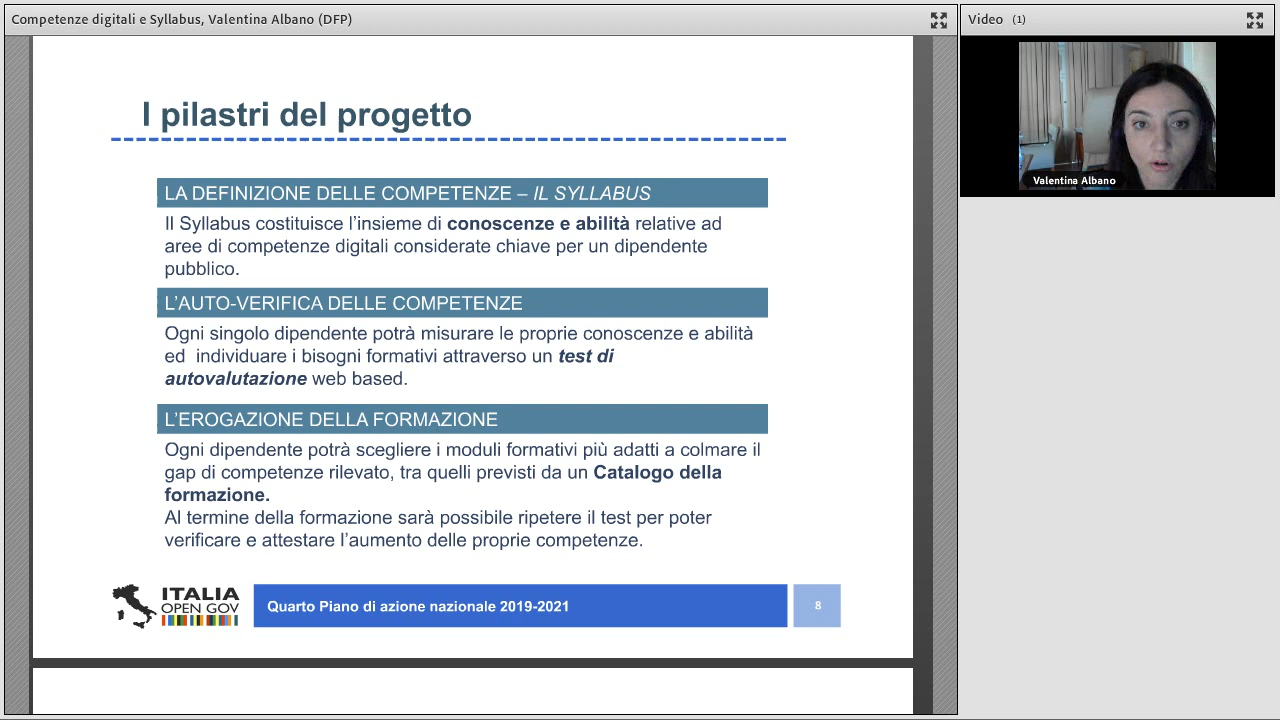 Competenze digitali e Syllabus, Valentina Albano (DFP)
Video (1)
I pilastri del progetto
LA DEFINIZIONE DELLE COMPETENZE – IL SYLLABUS
Il Syllabus costituisce l’insieme di conoscenze e abilità relative ad
aree di competenze digitali considerate chiave per un dipendente
pubblico.
L’AUTO-VERIFICA DELLE COMPETENZE
Ogni singolo dipendente potrà misurare le proprie conoscenze e abilità
ed  individuare i bisogni formativi attraverso un test di
autovalutazione web based.
L’EROGAZIONE DELLA FORMAZIONE
Ogni dipendente potrà scegliere i moduli formativi più adatti a colmare il
gap di competenze rilevato, tra quelli previsti da un Catalogo della
formazione.
Al termine della formazione sarà possibile ripetere il test per poter
verificare e attestare l’aumento delle proprie competenze.
ITALIA
OPEN GOV
Quarto Piano di azione nazionale 2019-2021
8
Valentina Albano